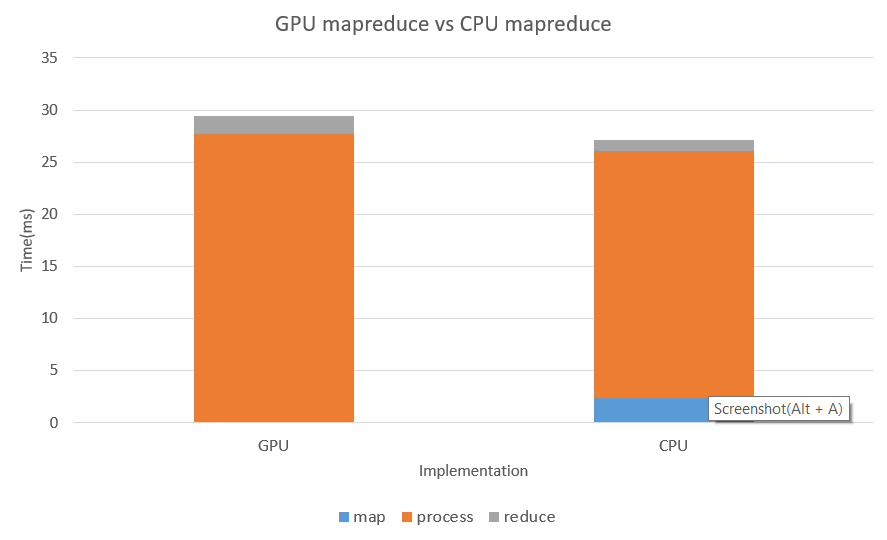 GPU mapreduce vs CPU mapreduce
35
30
25
20
15
10
5
0
Time(ms)
Screenshot(Alt + A)
GPU CPU
Implementation
map process reduce